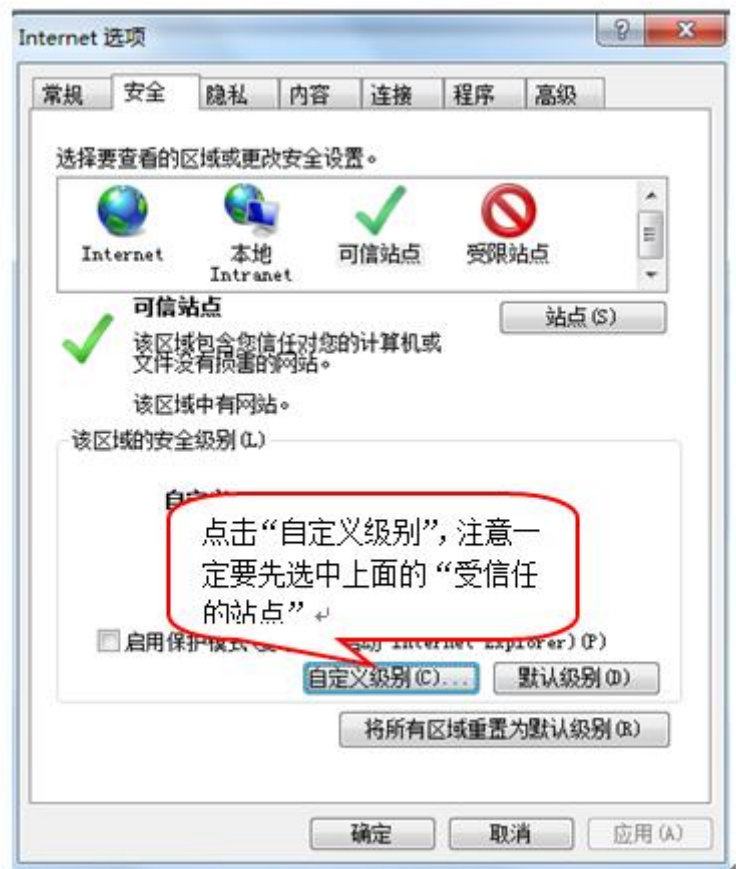 Internet 选项
常规 安全 隐私 内容 连接 程序 高级
选择要查看的区域或更改安全设置。
Internet 本地 Intranet 可信站点 受限站点
可信站点
站点(S)
该区域包含您信任对您的计算机或
文件没有损害的网站。
该区域中有网站。
该区域的安全级别(L)
点击“自定义级别”，注意一
定要先选中上面的“受信任
的站点”
启用保护模式 Internet Explorer)(P)
自定义级别(C)... 默认级别(D)
将所有区域重置为默认级别(R)
确定 取消 应用(A)